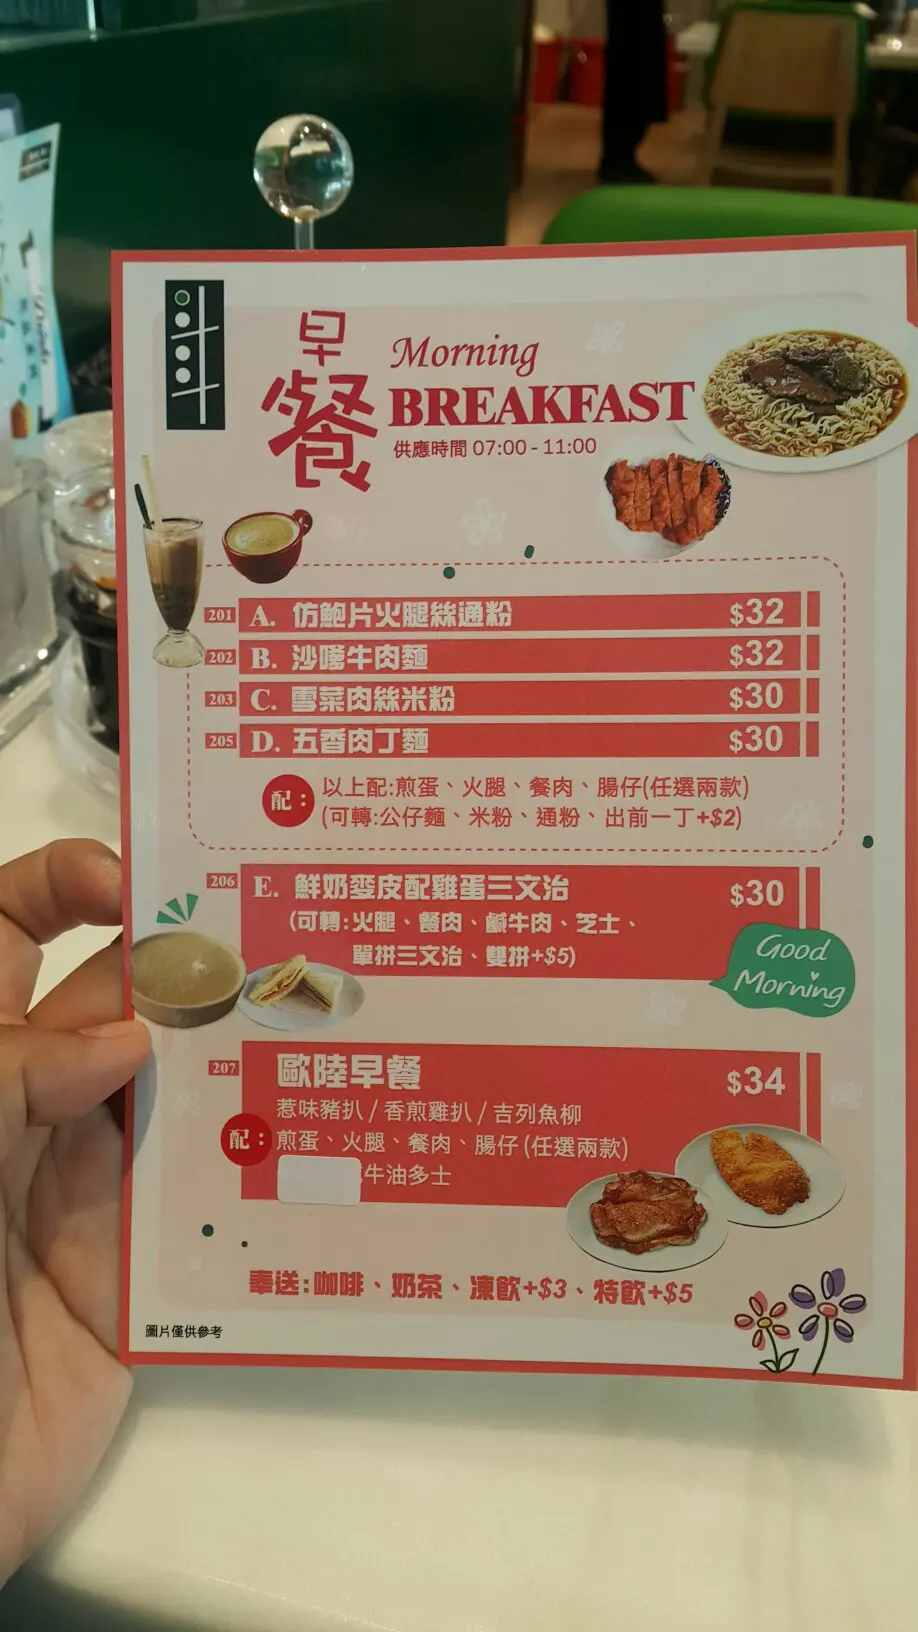 早餐
Morning
BREAKFAST
供應時間 07:00 - 11:00
201 A. 仿鮑片火腿絲通粉 $32
202 B. 沙嗲牛肉麵 $32
203 C. 雪菜肉絲米粉 $30
205 D. 五香肉丁麵 $30
配: 以上配:煎蛋、火腿、餐肉、腸仔(任選兩款)
(可轉:公仔麵、米粉、通粉、出前一丁+$2)
206 E. 鮮奶麥皮配雞蛋三文治 $30
(可轉:火腿、餐肉、鹹牛肉、芝士、
單拼三文治、雙拼+$5)
Good
Morning
207 歐陸早餐 $34
惹味豬扒 / 香煎雞扒 / 吉列魚柳
配: 煎蛋、火腿、餐肉、腸仔 (任選兩款)
牛油多士
奉送:咖啡、奶茶、凍飲+$3、特飲+$5
圖片僅供參考